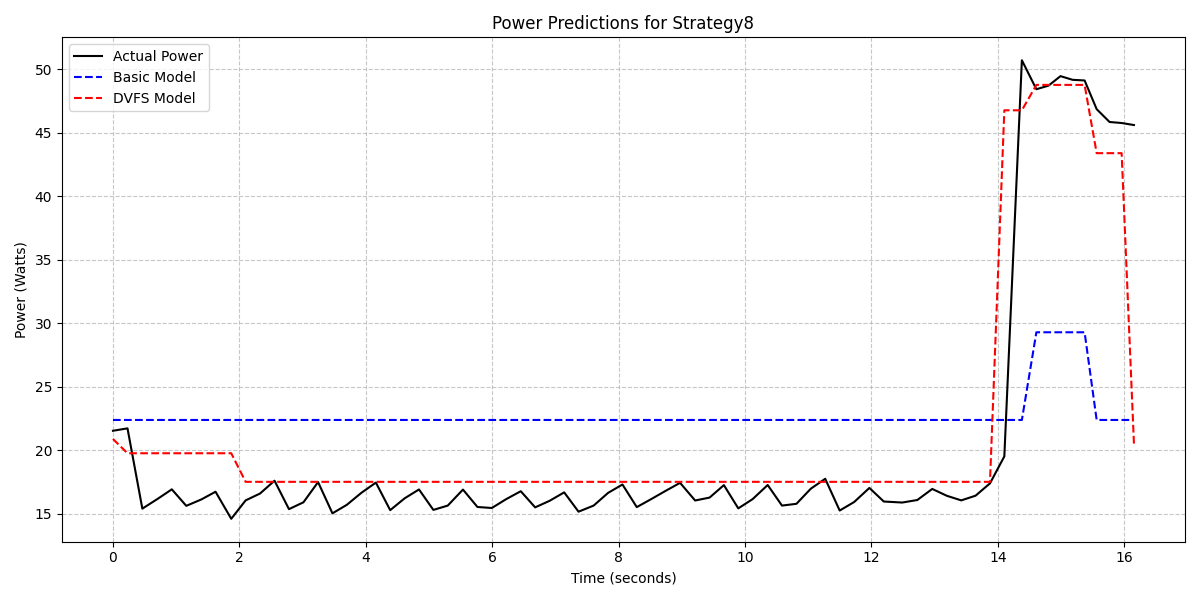 Power Predictions for Strategy8
Actual Power
Basic Model
DVFS Model
Power (Watts)
50
45
40
35
30
25
20
15
0 2 4 6 8 10 12 14 16
Time (seconds)